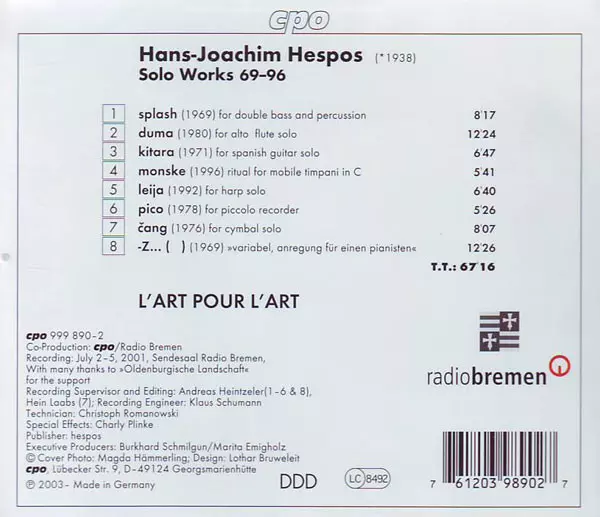 cpo
Hans-Joachim Hespos (*1938)
Solo Works 69–96
1 splash (1969) for double bass and percussion 8'17
2 duma (1980) for alto flute solo 12'24
3 kitara (1971) for spanish guitar solo 6'47
4 monske (1996) ritual for mobile timpani in C 5'41
5 leija (1992) for harp solo 6'40
6 pico (1978) for piccolo recorder 5'26
7 čang (1976) for cymbal solo 8'07
8 -Z... ( ) (1969) »variabel, anregung für einen pianisten« 12'26
T.T.: 67'16
L'ART POUR L'ART
cpo 999 890–2
Co-Production: cpo/Radio Bremen
Recording: July 2–5, 2001, Sendesaal Radio Bremen,
With many thanks to »Oldenburgische Landschaft«
for the support
Recording Supervisor and Editing: Andreas Heintzeler(1-6 & 8),
Hein Laabs (7); Recording Engineer: Klaus Schumann
Technician: Christoph Romanowski
Special Effects: Charly Plinke
Publisher: hespos
Executive Producers: Burkhard Schmilgun/Marita Emigholz
© Cover Photo: Magda Hämmerling; Design: Lothar Bruweleit
cpo, Lübecker Str. 9, D–49124 Georgsmarienhütte
℗ 2003– Made in Germany
DDD
LC 8492
radiobremen
7 61203 98902 7